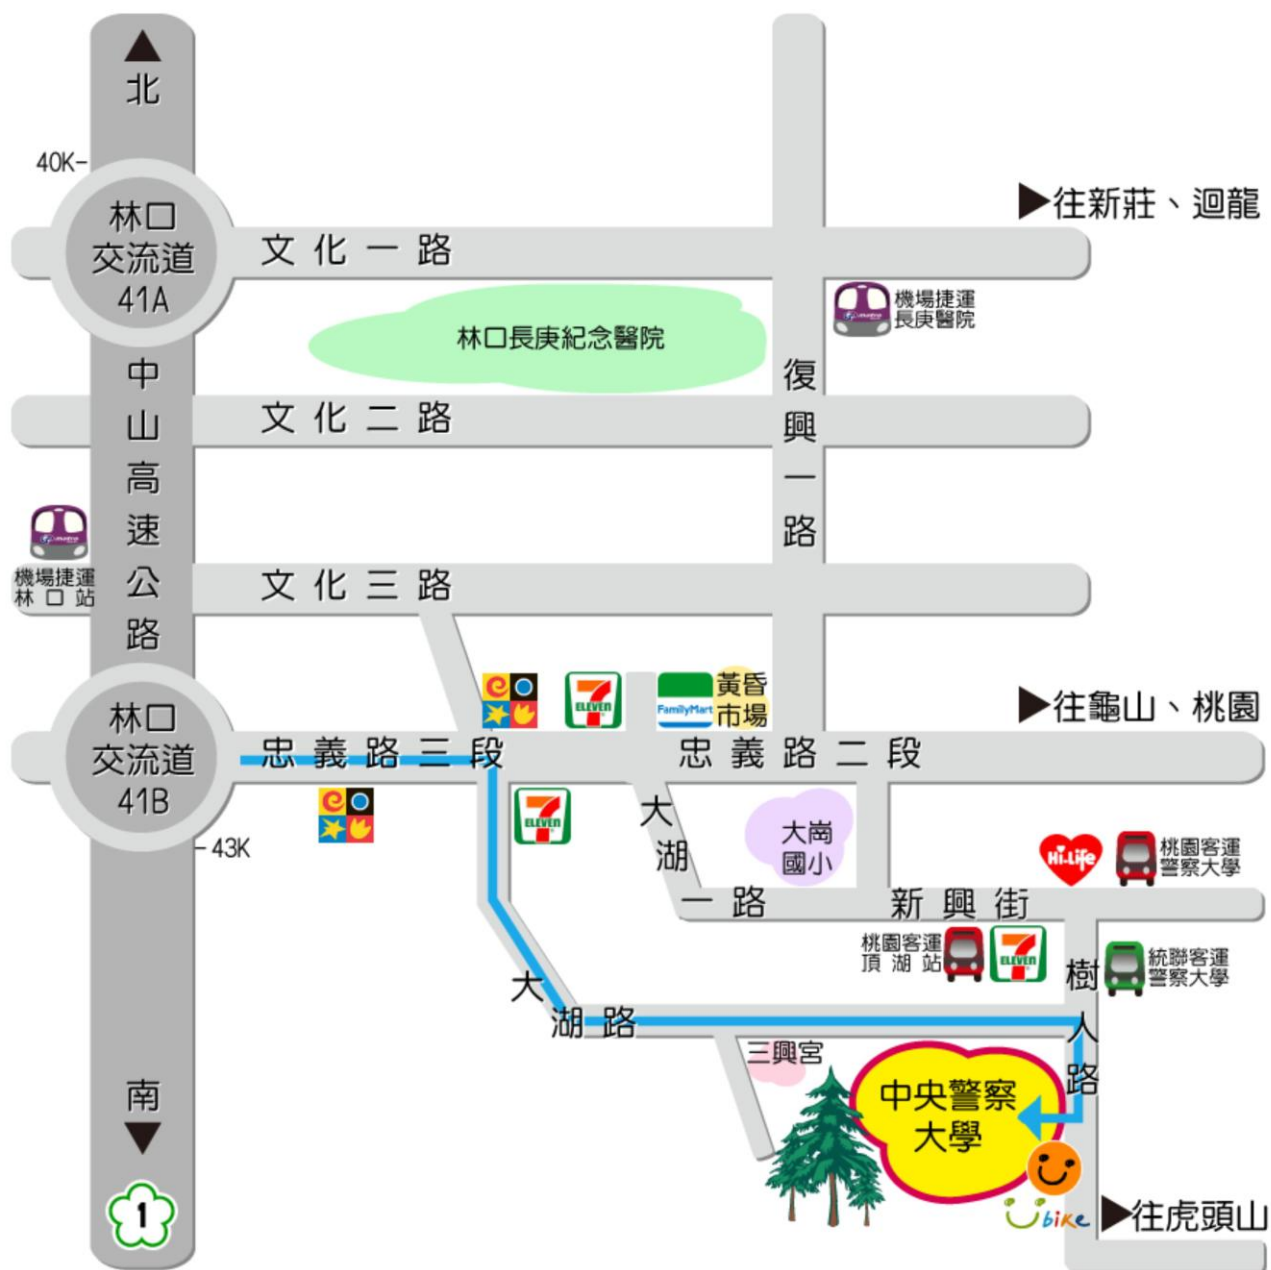 北
40K-
林口
交流道
41A
文化一路
往新莊、迴龍
林口長庚紀念醫院
機場捷運
長庚醫院
復興一路
中山高速公路
文化二路
機場捷運
林口站
文化三路
ELEVEN
FamilyMart
黃昏
市場
往龜山、桃園
林口
交流道
41B
忠義路三段
忠義路二段
-43K
ELEVEN
大湖一路
大崗
國小
Hi-Life
桃園客運
警察大學
新興街
桃園客運
頂湖站
ELEVEN
樹人路
統聯客運
警察大學
大湖路
三興宮
中央警察
大學
南
1
Ubike
往虎頭山